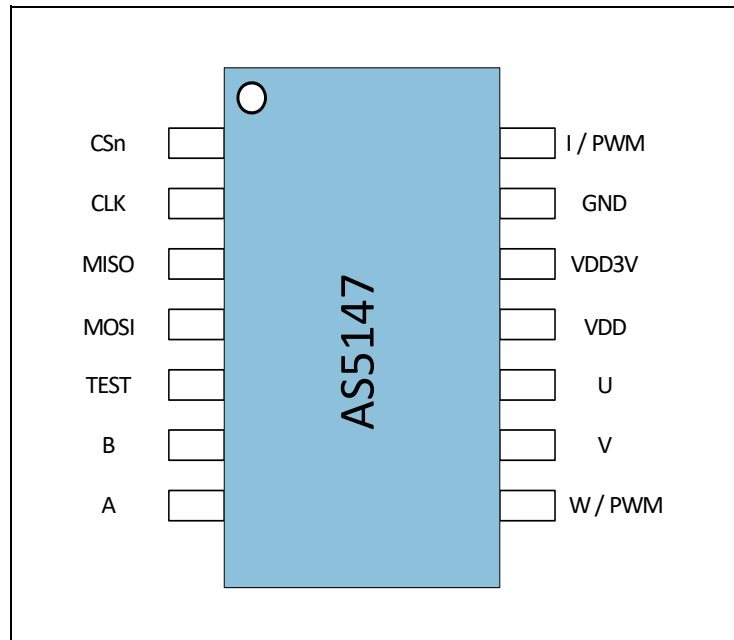 CSn
I / PWM
CLK
GND
MISO
VDD3V
MOSI
VDD
TEST
U
B
V
A
W / PWM
AS5147